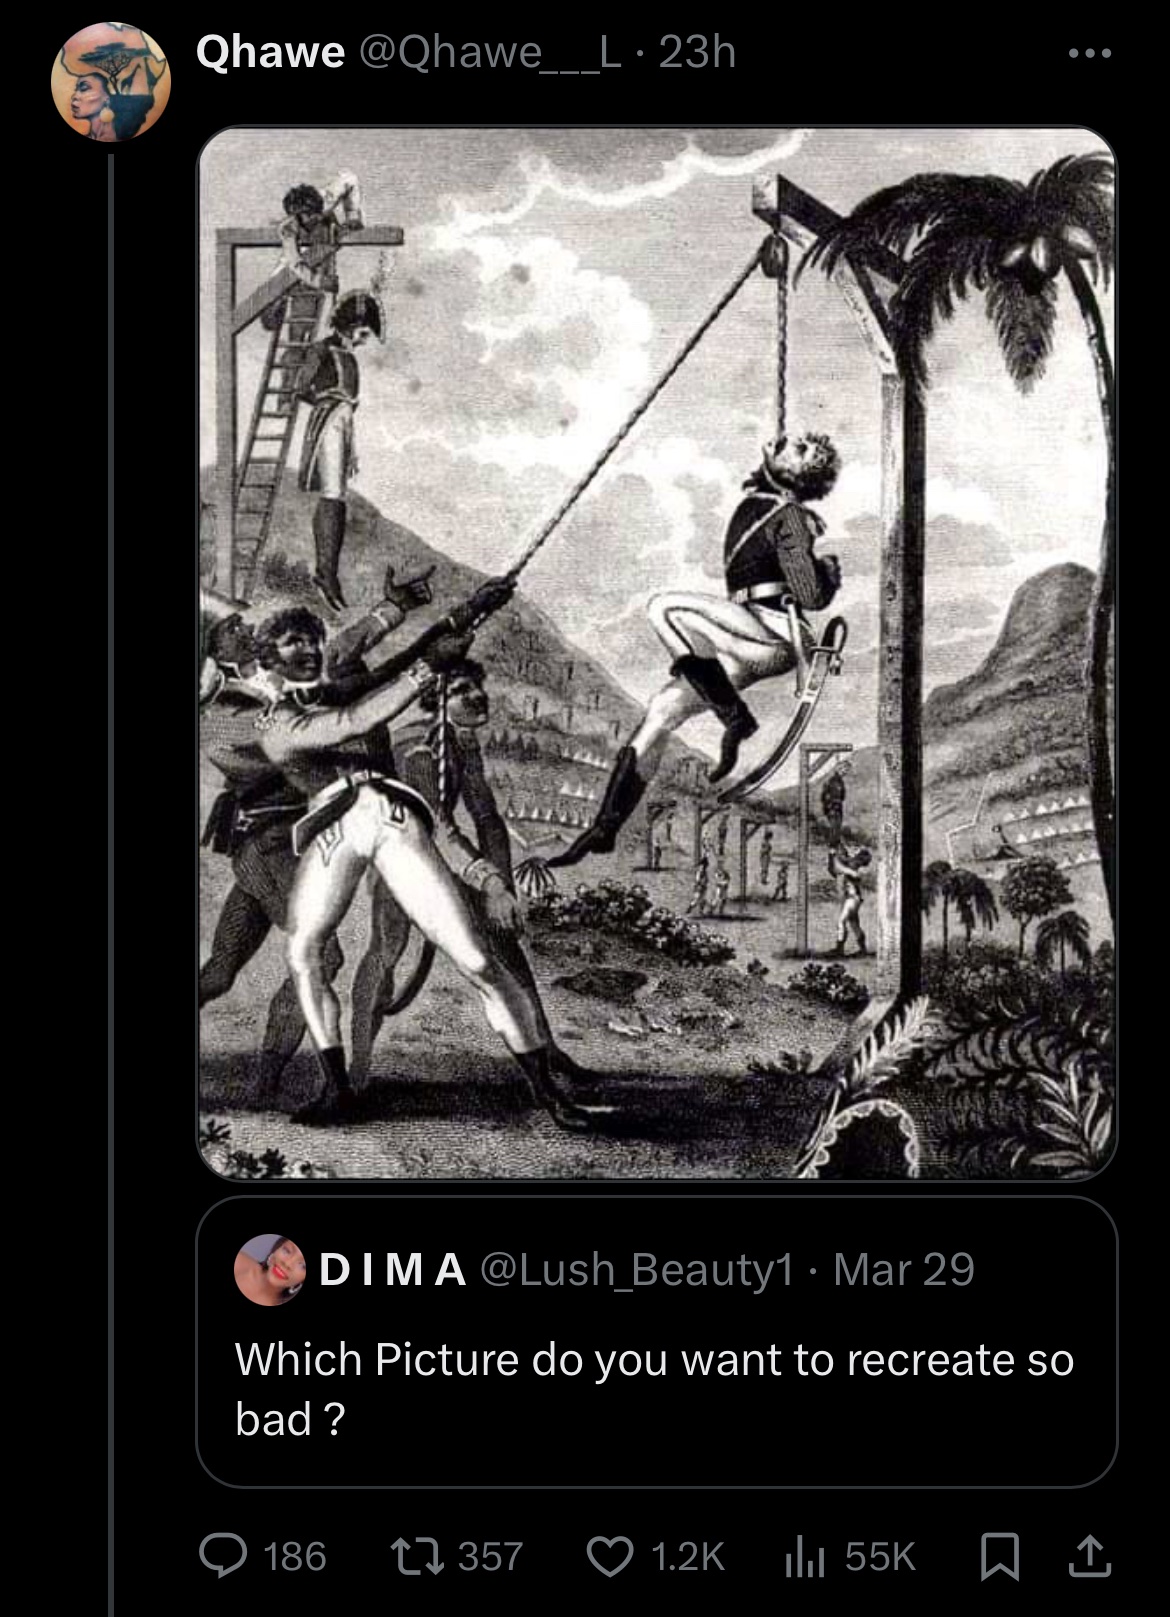 Qhawe @Qhawe___L · 23h
D I M A @Lush_Beauty1 · Mar 29
Which Picture do you want to recreate so
bad ?
186 357 1.2K 55K